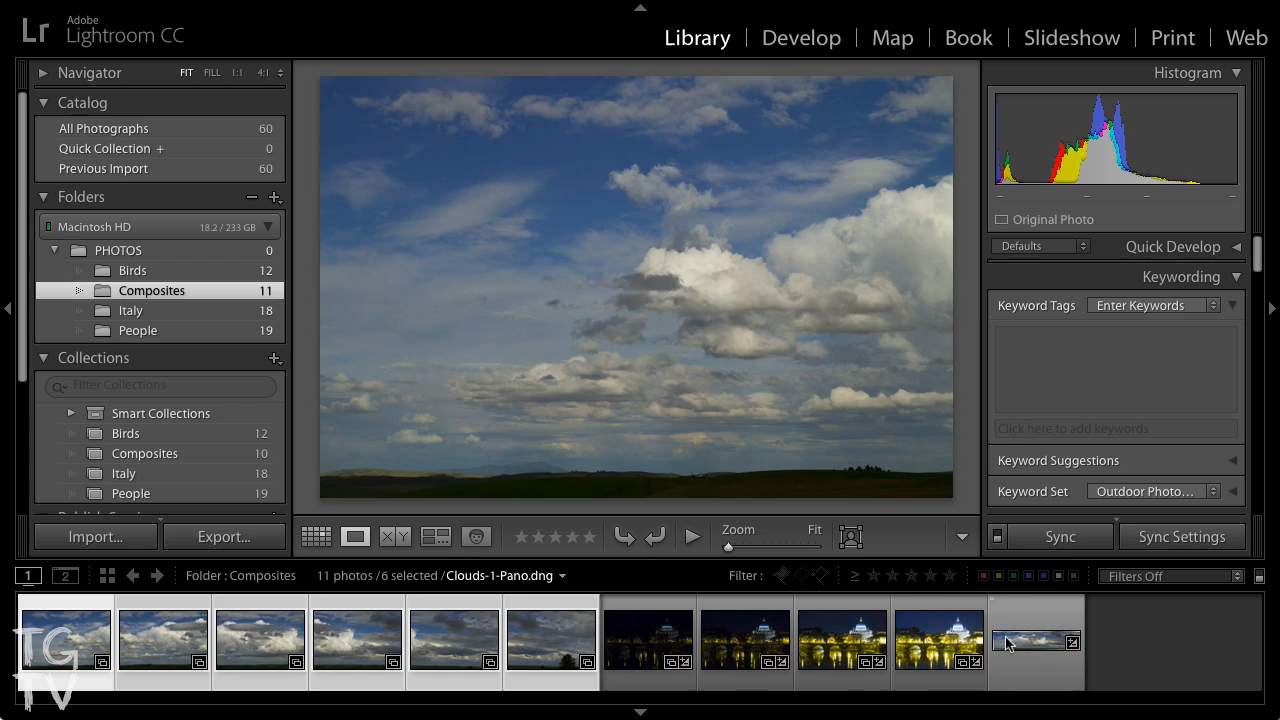 Lr Adobe
Lightroom CC
Library Develop Map Book Slideshow Print Web
Navigator FIT FILL 1:1 4:1
Catalog
All Photographs 60
Quick Collection + 0
Previous Import 60
Folders
Macintosh HD 18.2 / 233 GB
PHOTOS 0
Birds 12
Composites 11
Italy 18
People 19
Collections
Filter Collections
Smart Collections
Birds 12
Composites 10
Italy 18
People 19
Import... Export...
Histogram
Original Photo
Defaults Quick Develop
Keywording
Keyword Tags Enter Keywords
Click here to add keywords
Keyword Suggestions
Keyword Set Outdoor Photo...
Sync Sync Settings
X Y Zoom Fit
1 2 Folder : Composites 11 photos / 6 selected / Clouds-1-Pano.dng Filter : ≥ Filters Off
TG
TV